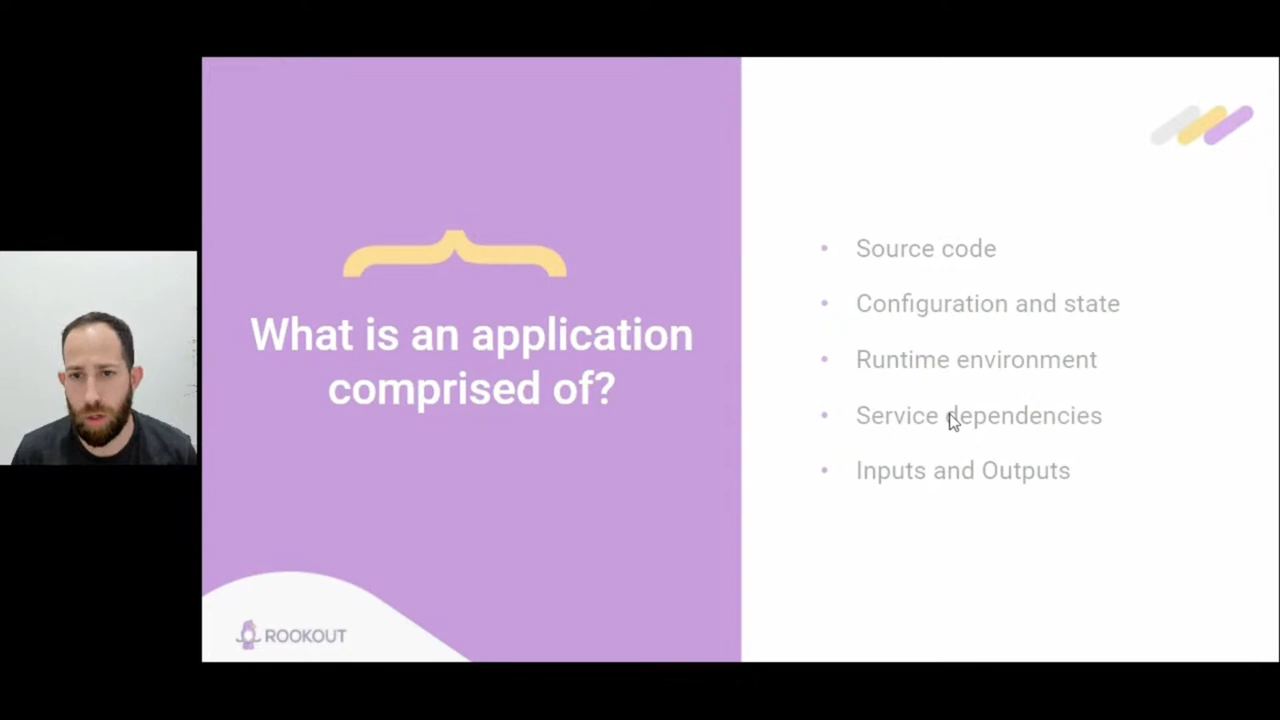 What is an application
comprised of?
Source code
Configuration and state
Runtime environment
Service dependencies
Inputs and Outputs
ROOKOUT